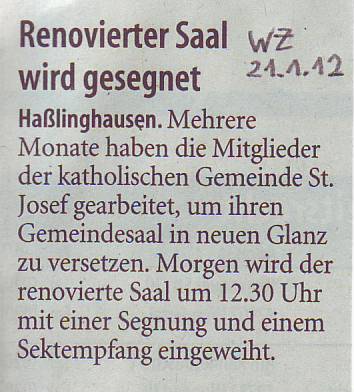 Renovierter Saal
wird gesegnet
WZ
21.1.12
Haßlinghausen. Mehrere
Monate haben die Mitglieder
der katholischen Gemeinde St.
Josef gearbeitet, um ihren
Gemeindesaal in neuen Glanz
zu versetzen. Morgen wird der
renovierte Saal um 12.30 Uhr
mit einer Segnung und einem
Sektempfang eingeweiht.